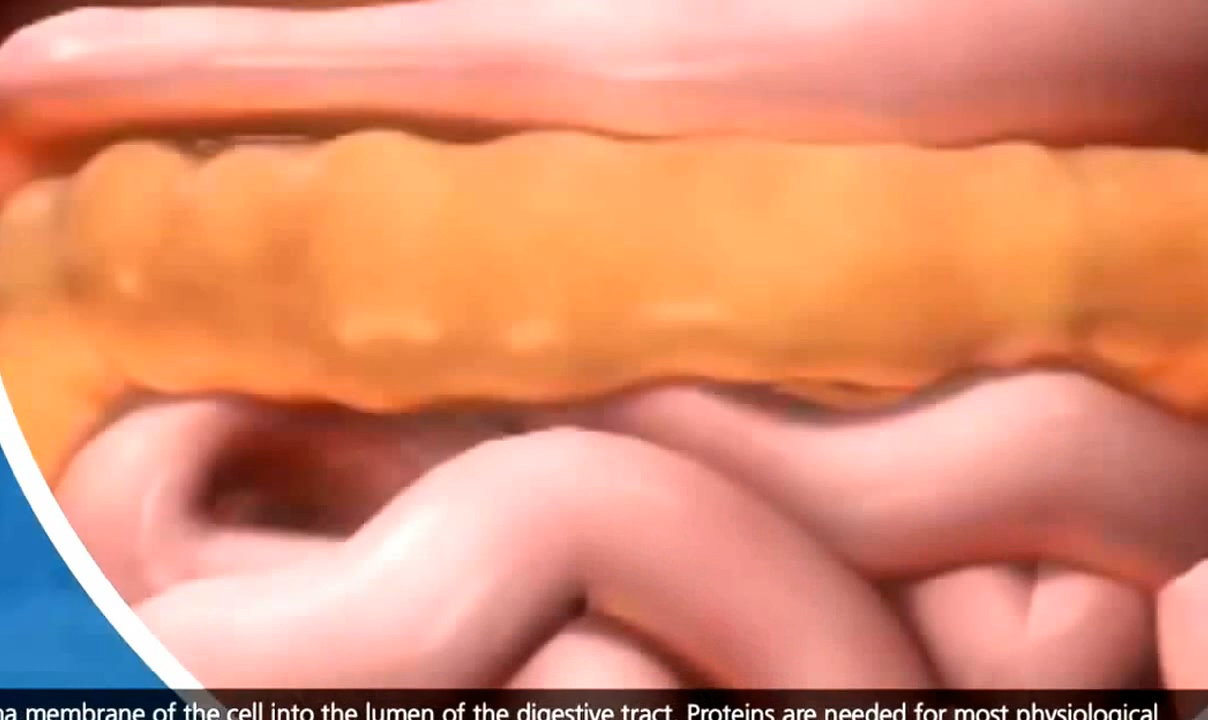 membrane of the cell into the lumen of the digestive tract. Proteins are needed for most physiological